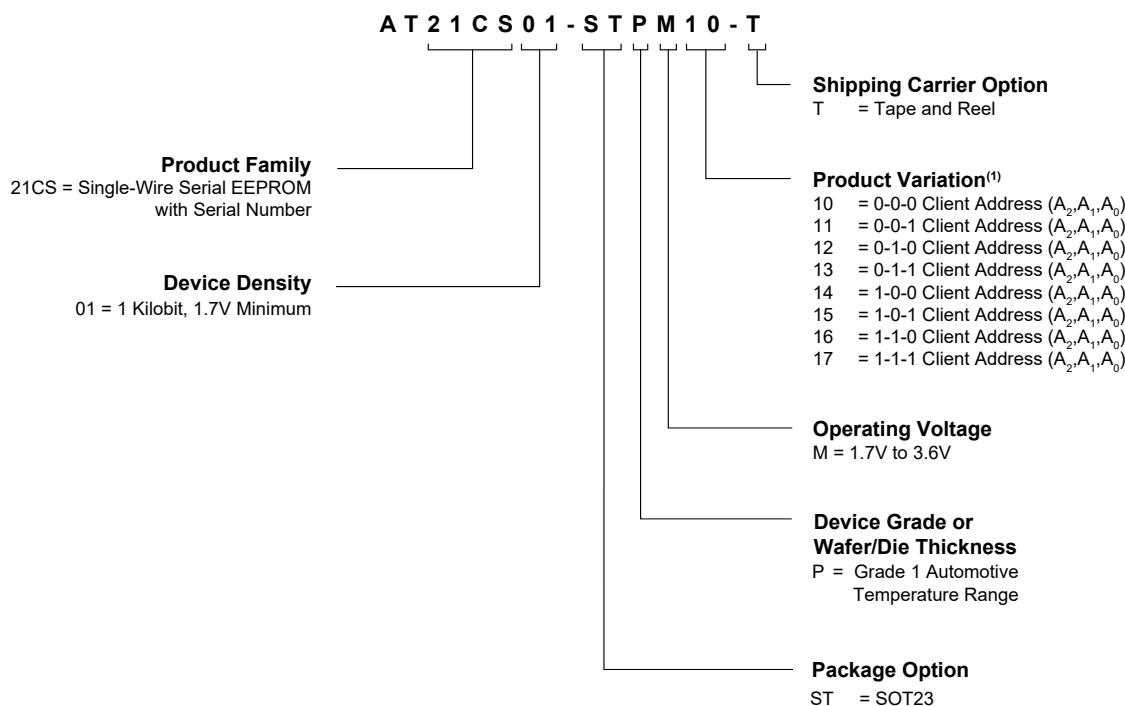 AT21CS01-STPM10-T
Shipping Carrier Option
T = Tape and Reel
Product Family
21CS = Single-Wire Serial EEPROM
with Serial Number
Product Variation(1)
10 = 0-0-0 Client Address (A2,A1,A0)
11 = 0-0-1 Client Address (A2,A1,A0)
12 = 0-1-0 Client Address (A2,A1,A0)
13 = 0-1-1 Client Address (A2,A1,A0)
14 = 1-0-0 Client Address (A2,A1,A0)
15 = 1-0-1 Client Address (A2,A1,A0)
16 = 1-1-0 Client Address (A2,A1,A0)
17 = 1-1-1 Client Address (A2,A1,A0)
Device Density
01 = 1 Kilobit, 1.7V Minimum
Operating Voltage
M = 1.7V to 3.6V
Device Grade or
Wafer/Die Thickness
P = Grade 1 Automotive
Temperature Range
Package Option
ST = SOT23